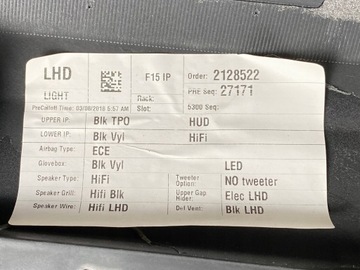 LHD F15 IP Order: 2128522
LIGHT Rack: PRE Seq: 27171
PreCaltell Time: 03/08/2018 5:57 AM Slot: 5300 Seq:
UPPER IP: Blk TPO HUD
LOWER IP: Blk Vyl HiFi
Airbag Type: ECE
Glovebox: Blk Vyl LED
Speaker Type: HiFi Tweeter Option: NO tweeter
Speaker Grill: Hifi Blk Upper Gap Hider: Elec LHD
Speaker Wire: Hifi LHD Def Vent: Blk LHD